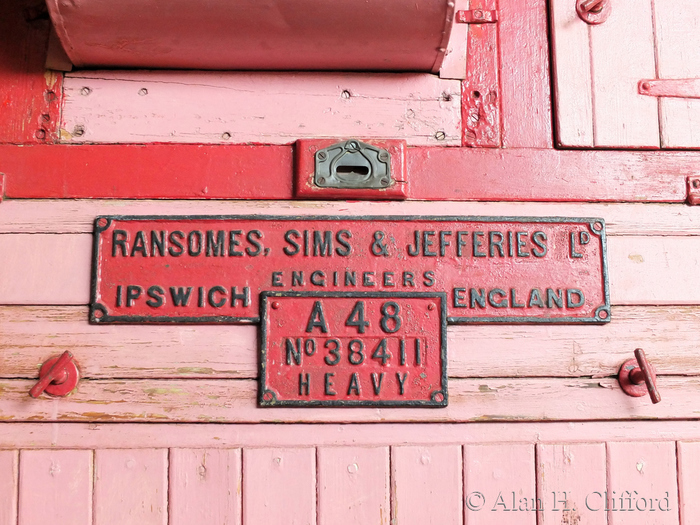 RANSOMES, SIMS & JEFFERIES LD
ENGINEERS
IPSWICH ENGLAND
A 48
No 38411
HEAVY
© Alan H. Clifford